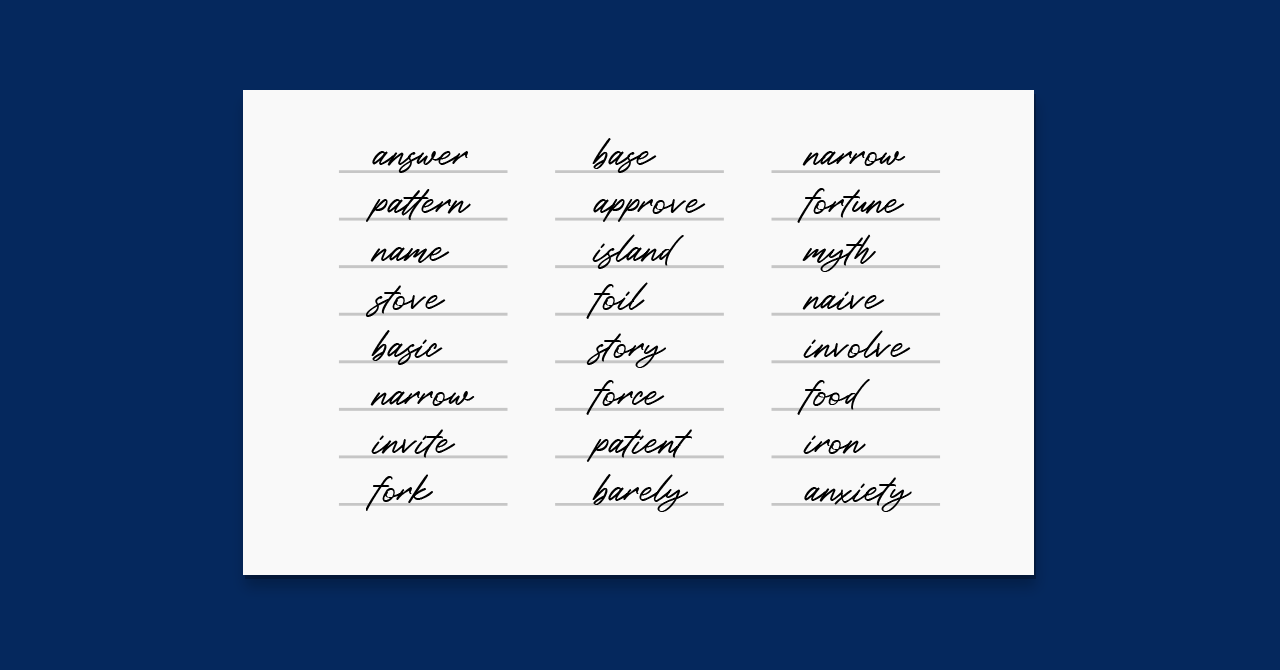 answer base narrow
pattern approve fortune
name island myth
stove foil naive
basic story involve
narrow force food
invite patient iron
fork barely anxiety